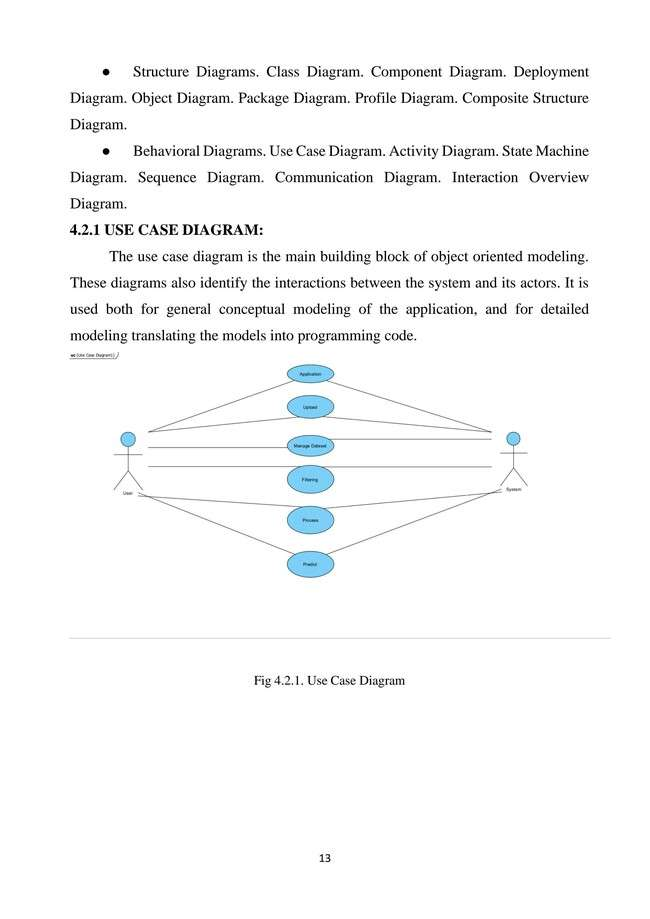 ● Structure Diagrams. Class Diagram. Component Diagram. Deployment
Diagram. Object Diagram. Package Diagram. Profile Diagram. Composite Structure
Diagram.
● Behavioral Diagrams. Use Case Diagram. Activity Diagram. State Machine
Diagram. Sequence Diagram. Communication Diagram. Interaction Overview
Diagram.
4.2.1 USE CASE DIAGRAM:
The use case diagram is the main building block of object oriented modeling.
These diagrams also identify the interactions between the system and its actors. It is
used both for general conceptual modeling of the application, and for detailed
modeling translating the models into programming code.
uc [Use Case Diagram]
Application
Upload
Manage Dataset
Filtering
User
System
Process
Predict
Fig 4.2.1. Use Case Diagram
13